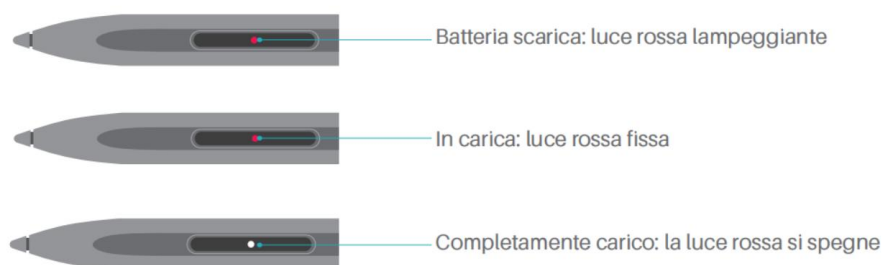 Batteria scarica: luce rossa lampeggiante
In carica: luce rossa fissa
Completamente carico: la luce rossa si spegne